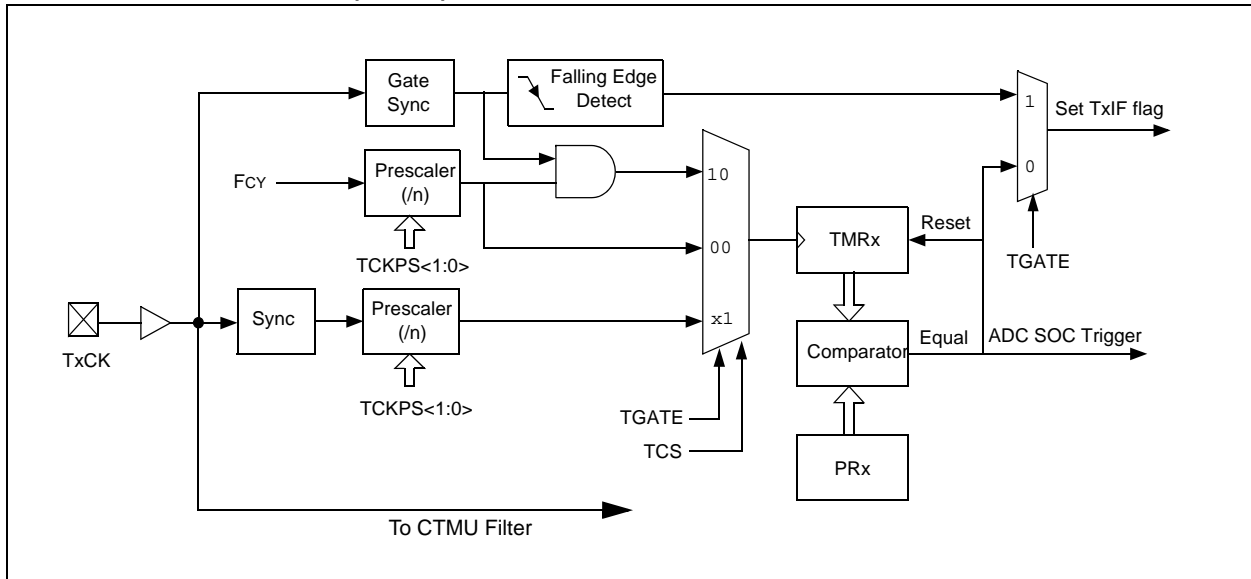 Gate
Sync
Falling Edge
Detect
1
Set TxIF flag
0
FCY
Prescaler
(/n)
10
TMRx
Reset
TGATE
00
TCKPS<1:0>
Sync
Prescaler
(/n)
x1
TxCK
Comparator
Equal
ADC SOC Trigger
TCKPS<1:0>
TGATE
TCS
PRx
To CTMU Filter